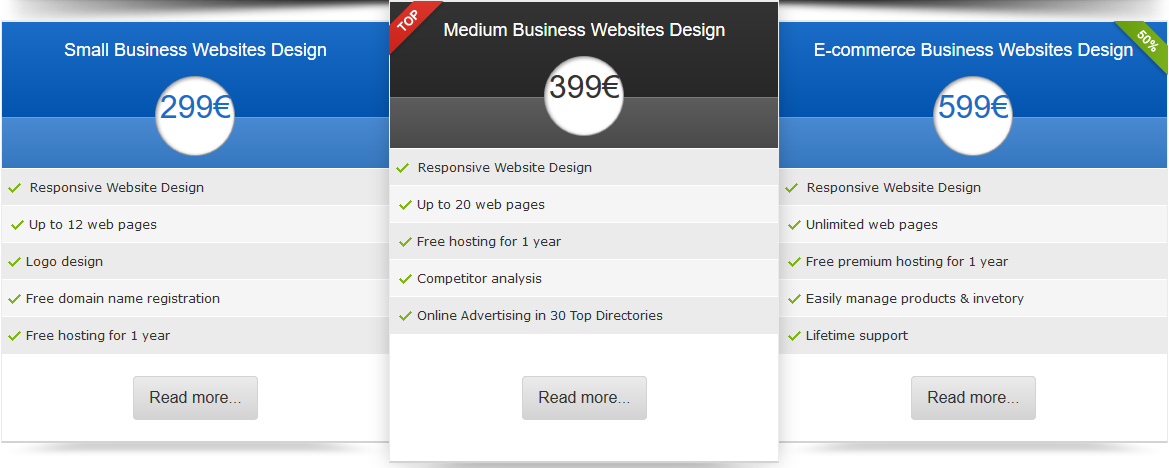 Small Business Websites Design
299€
Responsive Website Design
Up to 12 web pages
Logo design
Free domain name registration
Free hosting for 1 year
Read more...
TOP
Medium Business Websites Design
399€
Responsive Website Design
Up to 20 web pages
Free hosting for 1 year
Competitor analysis
Online Advertising in 30 Top Directories
Read more...
E-commerce Business Websites Design
50%
599€
Responsive Website Design
Unlimited web pages
Free premium hosting for 1 year
Easily manage products & invetory
Lifetime support
Read more...